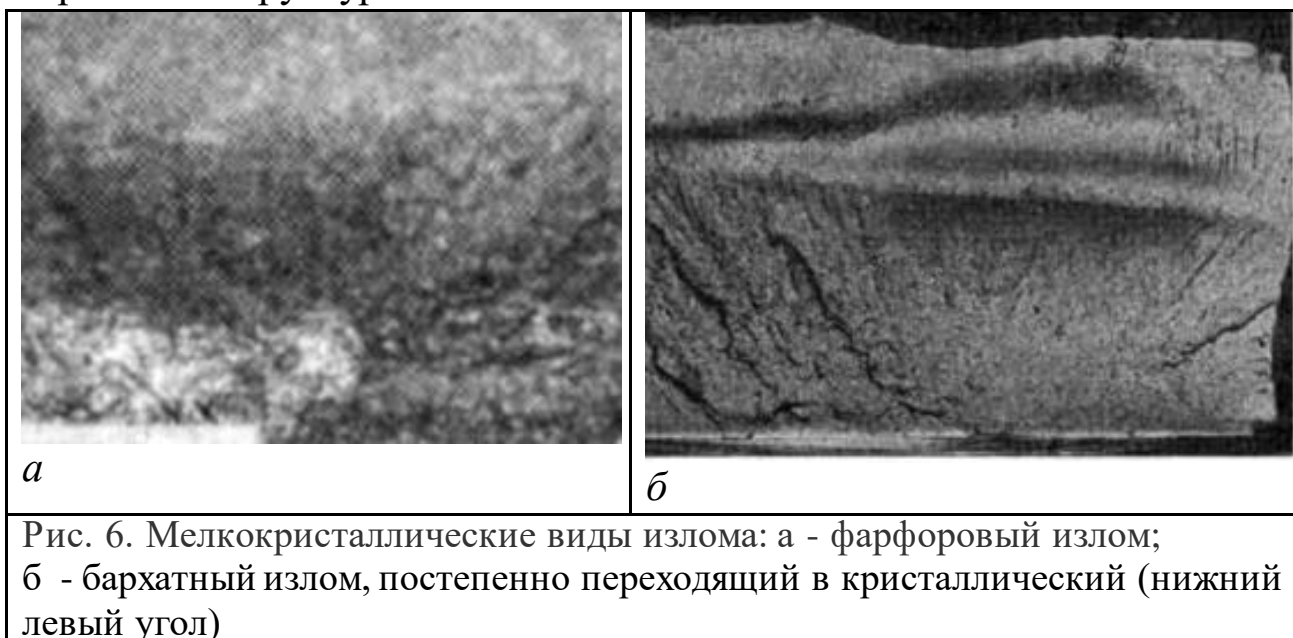 а
б
Рис. 6. Мелкокристаллические виды излома: а - фарфоровый излом;
б - бархатный излом, постепенно переходящий в кристаллический (нижний
левый угол)